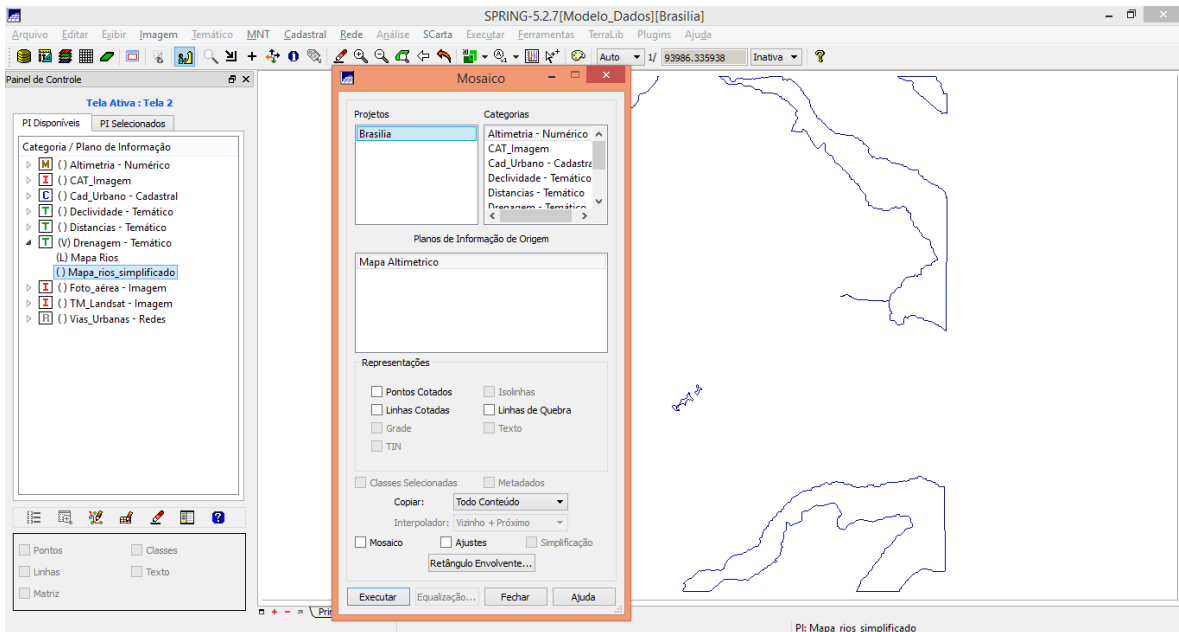 SPRING-5.2.7[Modelo_Dados][Brasilia]
Arquivo Editar Exibir Imagem Temático MNT Cadastral Rede Análise SCarta Executar Ferramentas TerraLib Plugins Ajuda
Auto 1/ 93986.335938 Inativa
Painel de Controle
Tela Ativa : Tela 2
PI Disponíveis PI Selecionados
Categoria / Plano de Informação
M () Altimetria - Numérico
I () CAT_Imagem
C () Cad_Urbano - Cadastral
T () Declividade - Temático
T () Distancias - Temático
T (V) Drenagem - Temático
(L) Mapa Rios
() Mapa_rios_simplificado
I () Foto_aérea - Imagem
I () TM_Landsat - Imagem
R () Vias_Urbanas - Redes
Pontos Classes
Linhas Texto
Matriz
Mosaico
Projetos Categorias
Brasilia
Altimetria - Numérico
CAT_Imagem
Cad_Urbano - Cadastra
Declividade - Temático
Distancias - Temático
Drenagem - Temático
Planos de Informação de Origem
Mapa Altimetrico
Representações
Pontos Cotados Isolinhas
Linhas Cotadas Linhas de Quebra
Grade Texto
TIN
Classes Selecionadas Metadados
Copiar: Todo Conteúdo
Interpolador: Vizinho + Próximo
Mosaico Ajustes Simplificação
Retângulo Envolvente...
Executar Equalização... Fechar Ajuda
Prin
PI: Mapa_rios_simplificado